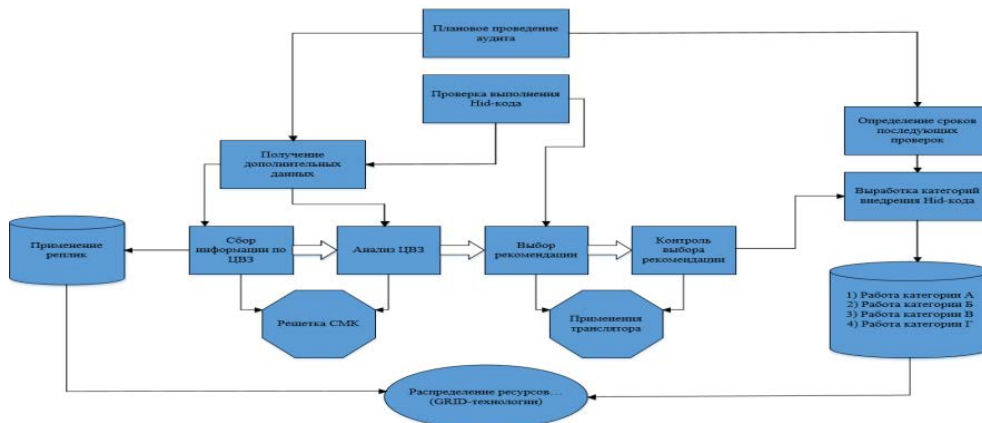 Плановое проведение
аудита
Проверка выполнения
Hid-кода
Определение сроков
последующих
проверок
Получение
дополнительных
данных
Выработка категорий
внедрения Hid-кода
Применение
реплик
Сбор
информации по
ЦВЗ
Анализ ЦВЗ
Выбор
рекомендации
Контроль
выбора
рекомендации
1) Работа категории А
2) Работа категории Б
3) Работа категории В
4) Работа категории Г
Решетка СМК
Применения
транслятора
Распределение ресурсов…
(GRID-технологии)